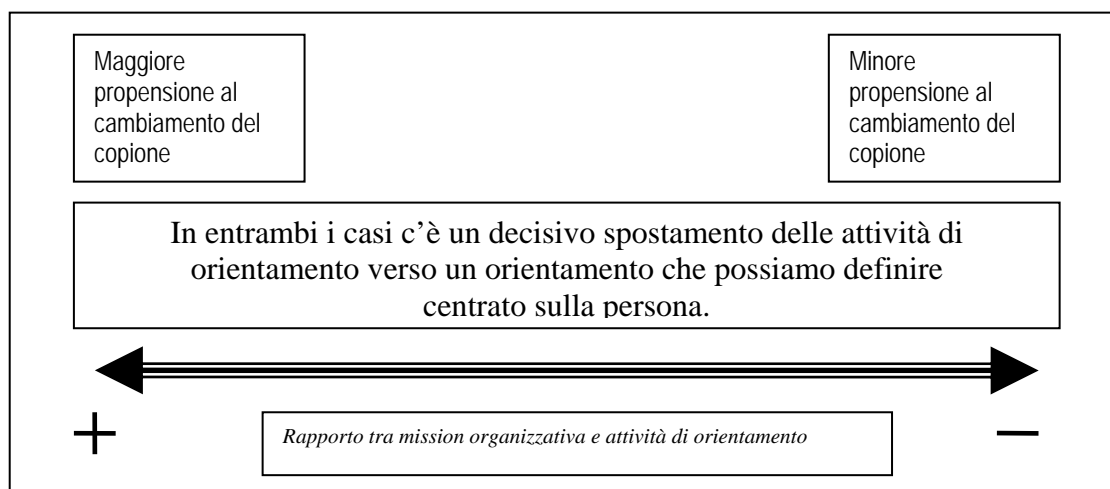 Maggiore
propensione al
cambiamento del
copione
Minore
propensione al
cambiamento del
copione
In entrambi i casi c'è un decisivo spostamento delle attività di
orientamento verso un orientamento che possiamo definire
centrato sulla persona.
+
Rapporto tra mission organizzativa e attività di orientamento
–